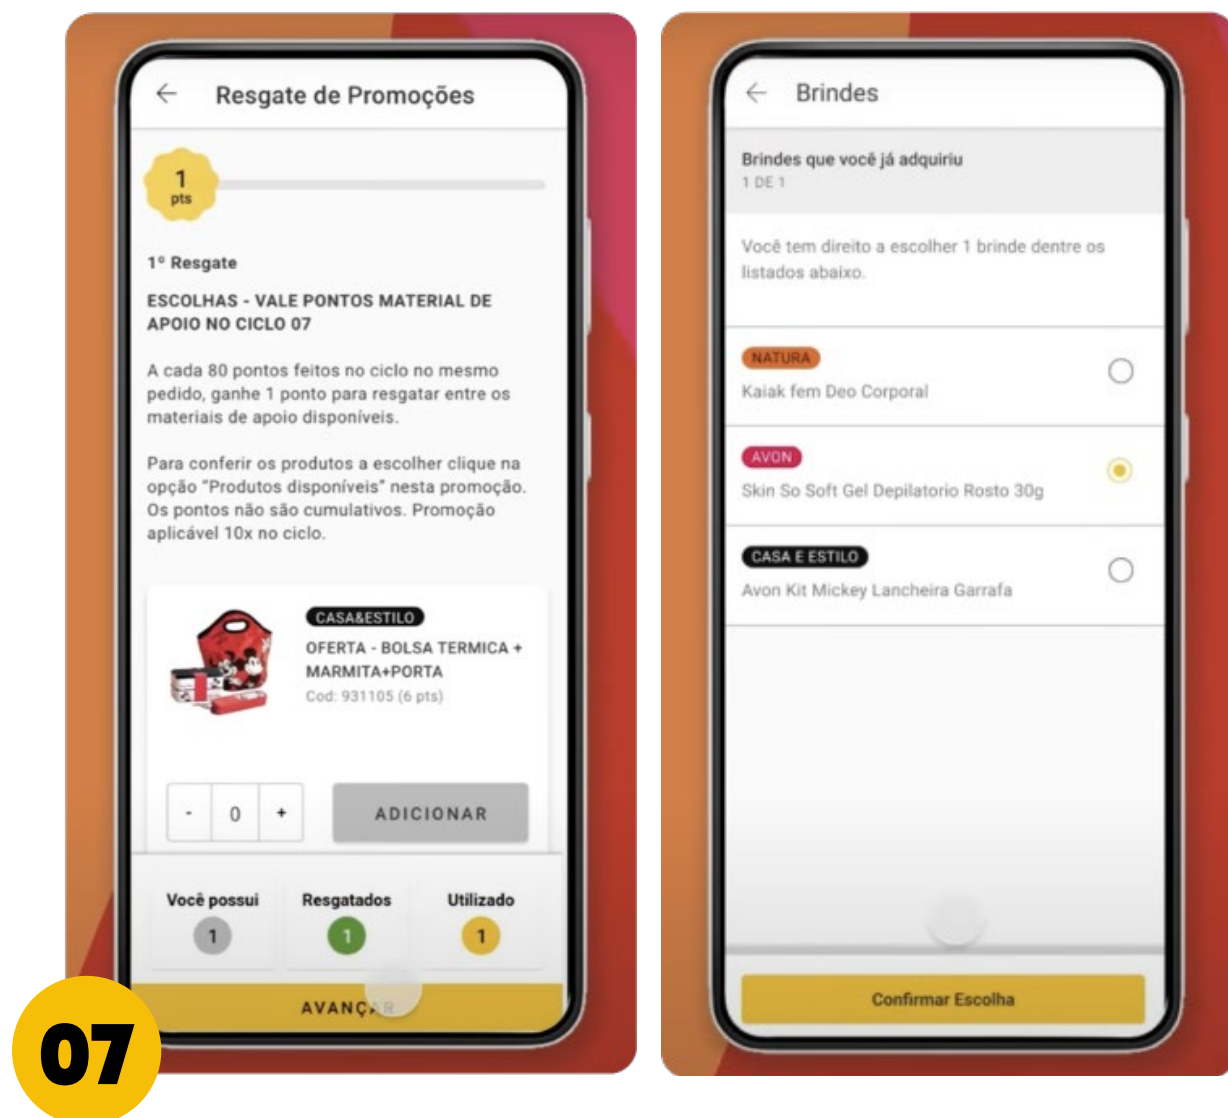 Resgate de Promoções
1
pts
1º Resgate
ESCOLHAS - VALE PONTOS MATERIAL DE
APOIO NO CICLO 07
A cada 80 pontos feitos no ciclo no mesmo
pedido, ganhe 1 ponto para resgatar entre os
materiais de apoio disponíveis.
Para conferir os produtos a escolher clique na
opção “Produtos disponíveis” nesta promoção.
Os pontos não são cumulativos. Promoção
aplicável 10x no ciclo.
CASA&ESTILO
OFERTA - BOLSA TERMICA +
MARMITA+PORTA
Cod: 931105 (6 pts)
- 0 +
ADICIONAR
Você possui Resgatados Utilizado
1 1 1
AVANÇAR
07
Brindes
Brindes que você já adquiriu
1 DE 1
Você tem direito a escolher 1 brinde dentre os
listados abaixo.
NATURA
Kaiak fem Deo Corporal
AVON
Skin So Soft Gel Depilatorio Rosto 30g
CASA E ESTILO
Avon Kit Mickey Lancheira Garrafa
Confirmar Escolha